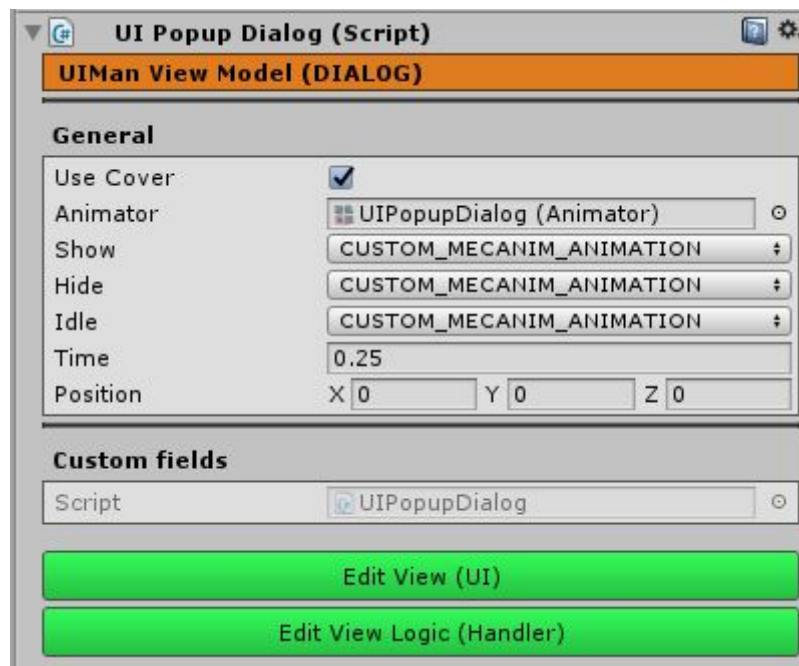 UI Popup Dialog (Script)
UIMan View Model (DIALOG)
General
Use Cover
Animator UIPopupDialog (Animator)
Show CUSTOM_MECANIM_ANIMATION
Hide CUSTOM_MECANIM_ANIMATION
Idle CUSTOM_MECANIM_ANIMATION
Time 0.25
Position X 0 Y 0 Z 0
Custom fields
Script UIPopupDialog
Edit View (UI)
Edit View Logic (Handler)